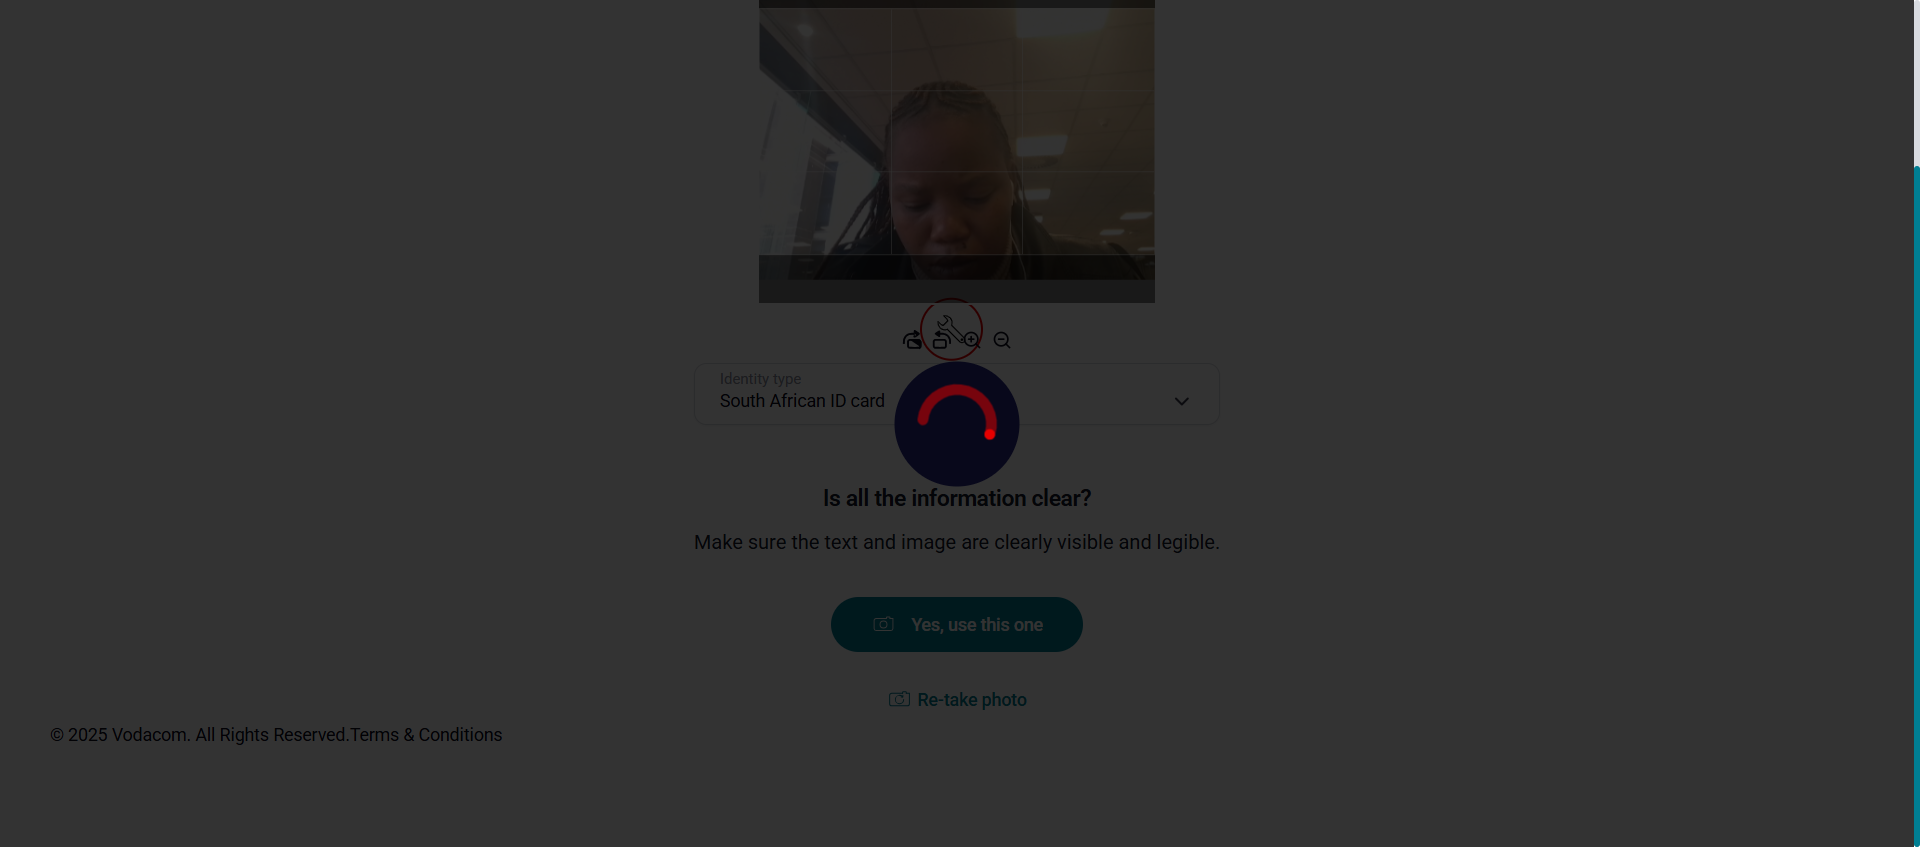 Identity type
South African ID card
Is all the information clear?
Make sure the text and image are clearly visible and legible.
Yes, use this one
Re-take photo
© 2025 Vodacom. All Rights Reserved.Terms & Conditions